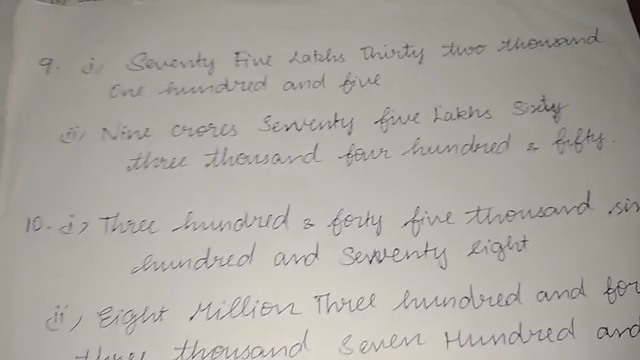 9. i, Seventy Five Lakhs Thirty two thousand
one hundred and five
ii, Nine crores Seventy five Lakhs Sixty
three thousand four hundred & fifty.
10. i, Three hundred & forty five thousand
hundred and Seventy eight
ii, Eight Million Three hundred and
three thousand Seven Hundred and